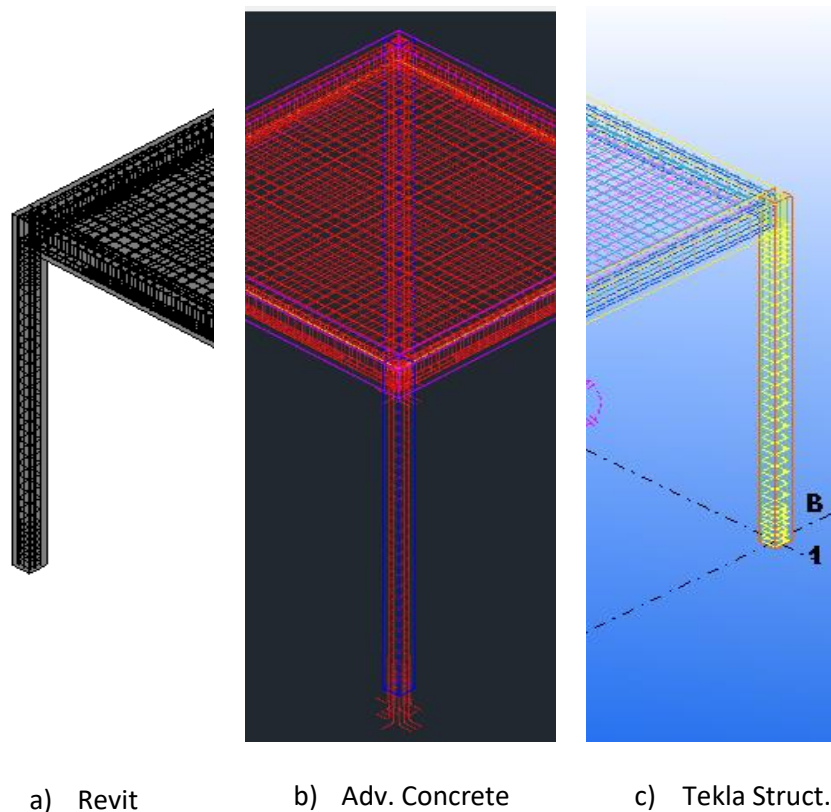 B
1
a) Revit
b) Adv. Concrete
c) Tekla Struct.